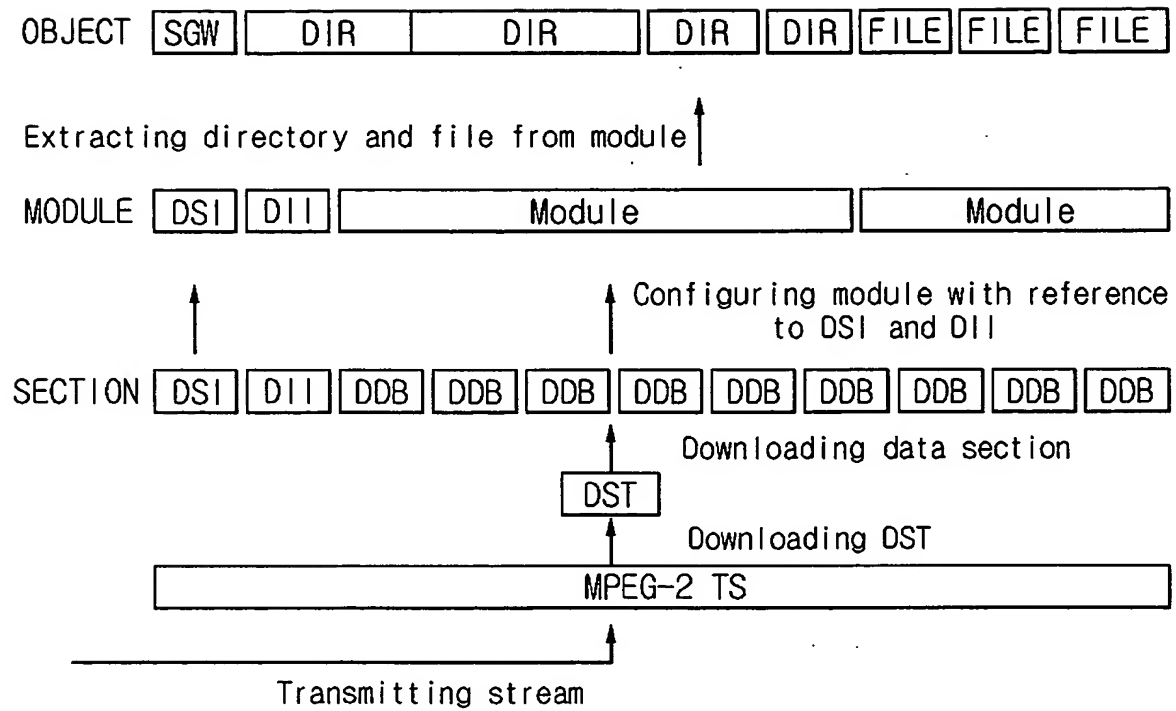 OBJECT SGW DIR DIR DIR DIR FILE FILE FILE
Extracting directory and file from module
MODULE DSI DII Module Module
Configuring module with reference
to DSI and DII
SECTION DSI DII DDB DDB DDB DDB DDB DDB DDB DDB DDB
Downloading data section
DST
Downloading DST
MPEG-2 TS
Transmitting stream